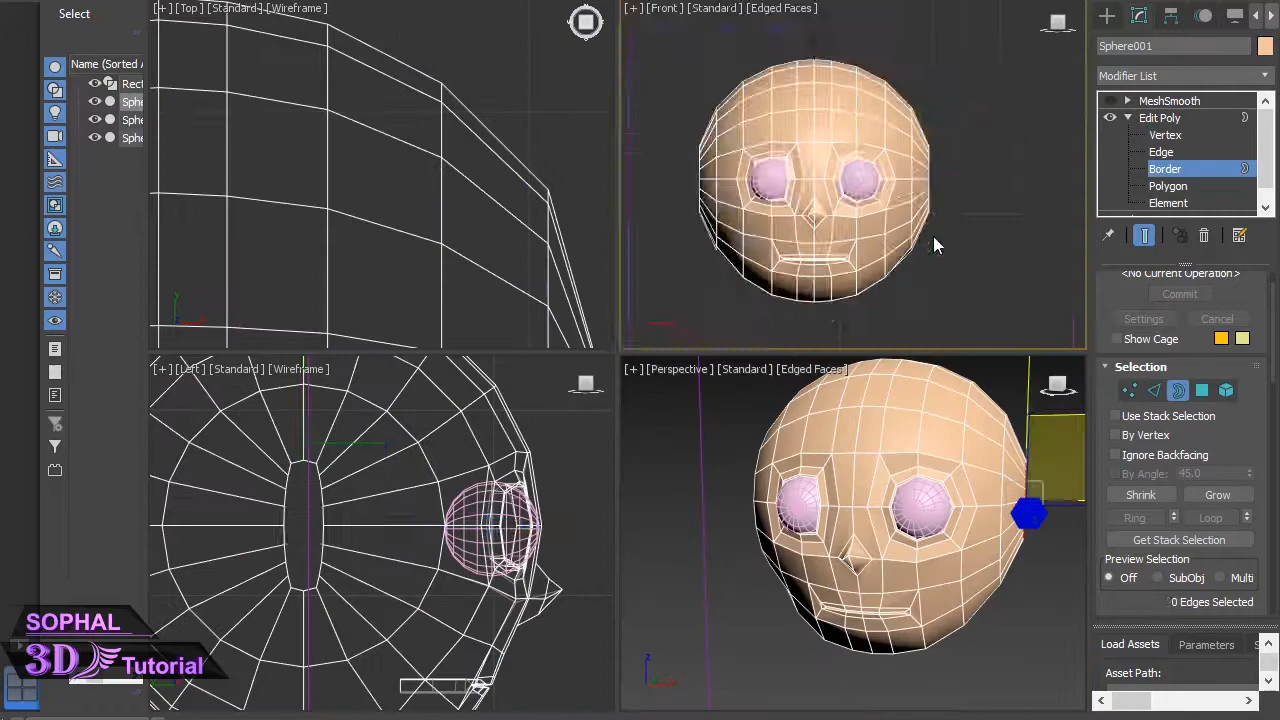 Select
[+] [Top] [Standard] [Wireframe]
[+] [Front] [Standard] [Edged Faces]
Sphere001
Name (Sorted A
Rect
Sphe
Sphe
Sphe
Modifier List
MeshSmooth
Edit Poly
Vertex
Edge
Border
Polygon
Element
<No Current Operation>
Commit
Settings
Cancel
Show Cage
Selection
Use Stack Selection
By Vertex
Ignore Backfacing
By Angle: 45.0
Shrink
Grow
Ring
Loop
Get Stack Selection
Preview Selection
Off
SubObj
Multi
0 Edges Selected
Load Assets
Parameters
S
Asset Path:
[+] [Left] [Standard] [Wireframe]
[+] [Perspective] [Standard] [Edged Faces]
SOPHAL
3D Tutorial